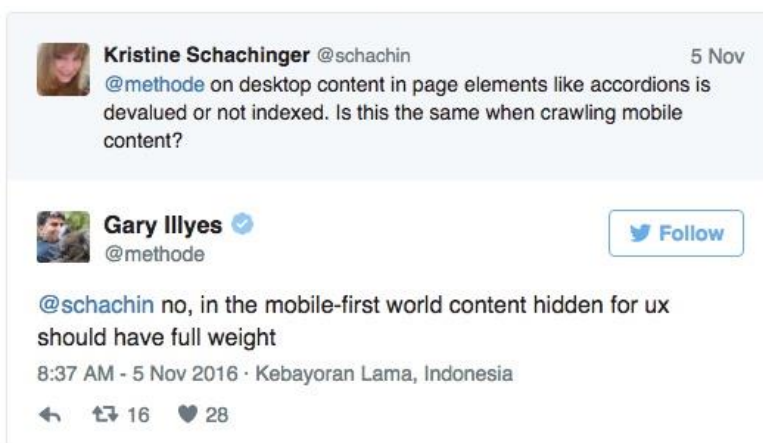 Kristine Schachinger @schachin 5 Nov
@methode on desktop content in page elements like accordions is
devalued or not indexed. Is this the same when crawling mobile
content?
Gary Illyes
@methode
Follow
@schachin no, in the mobile-first world content hidden for ux
should have full weight
8:37 AM - 5 Nov 2016 · Kebayoran Lama, Indonesia
16 28